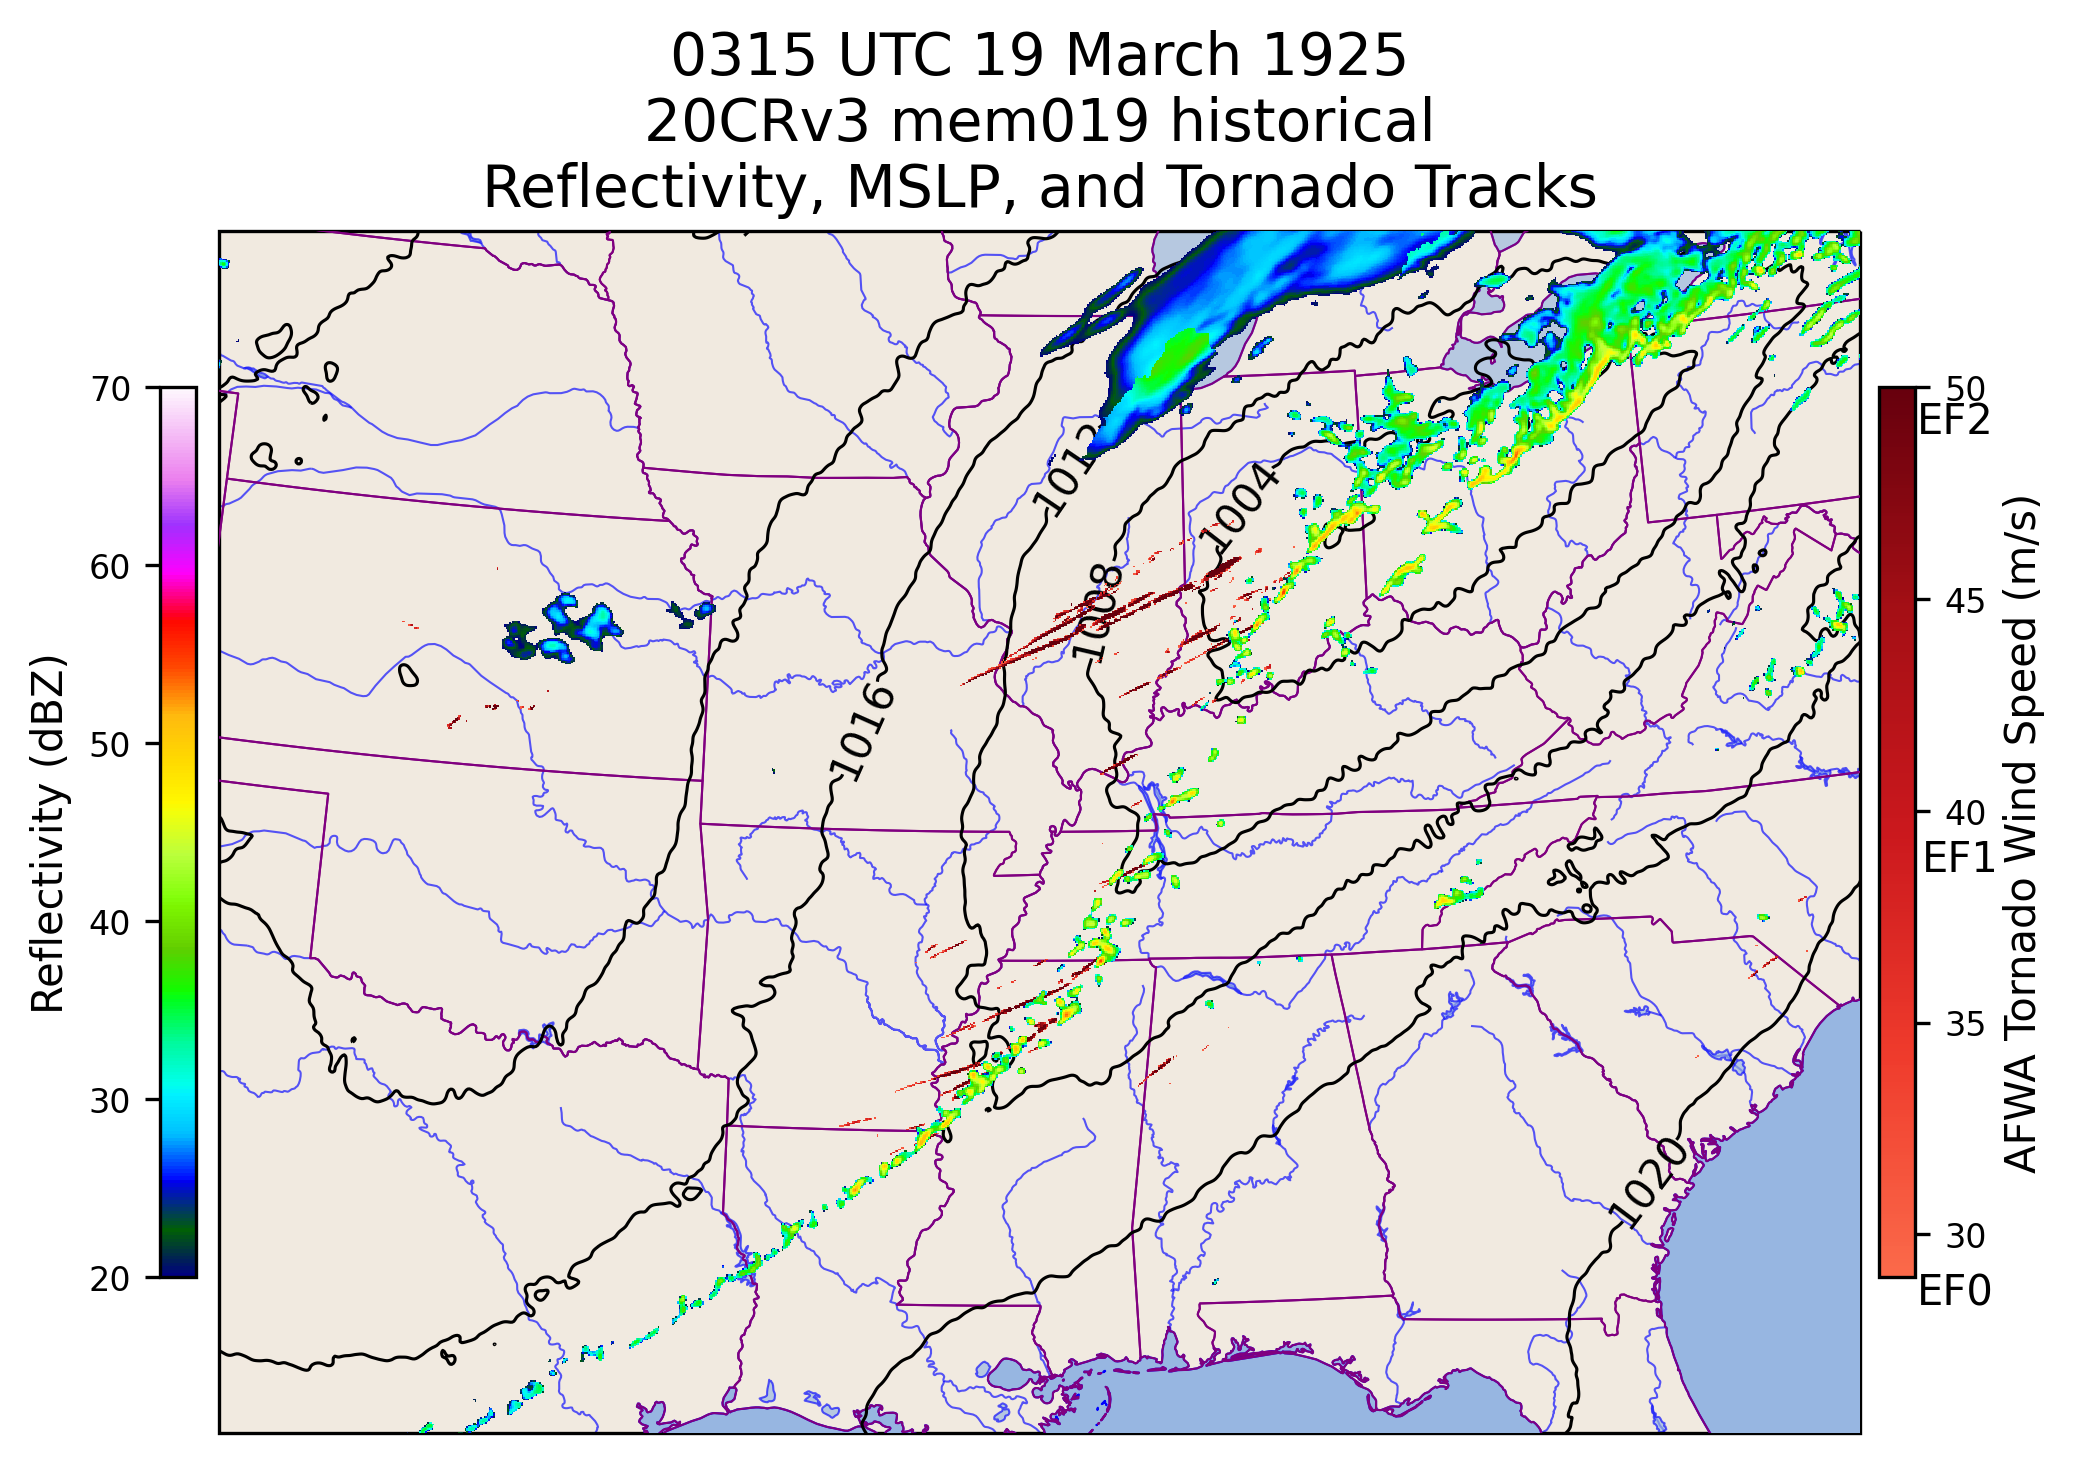 0315 UTC 19 March 1925
20CRv3 mem019 historical
Reflectivity, MSLP, and Tornado Tracks
70
60
50
40
30
20
Reflectivity (dBZ)
1012
1004
1008
1016
1020
50
EF2
45
40
EF1
35
30
EF0
AFWA Tornado Wind Speed (m/s)